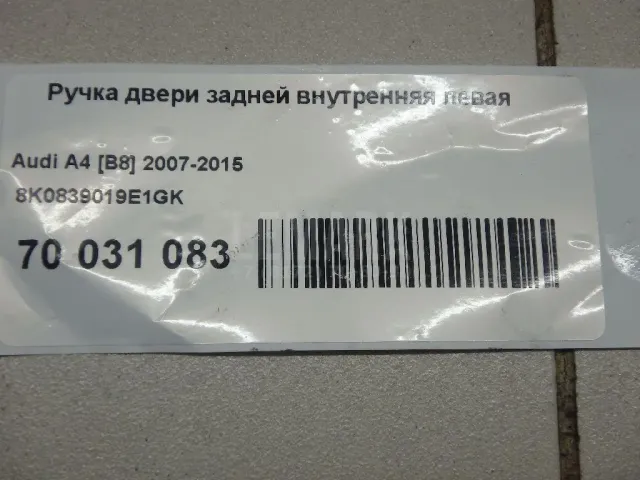 Ручка двери задней внутренняя левая
Audi A4 [B8] 2007-2015
8K0839019E1GK
70 031 083